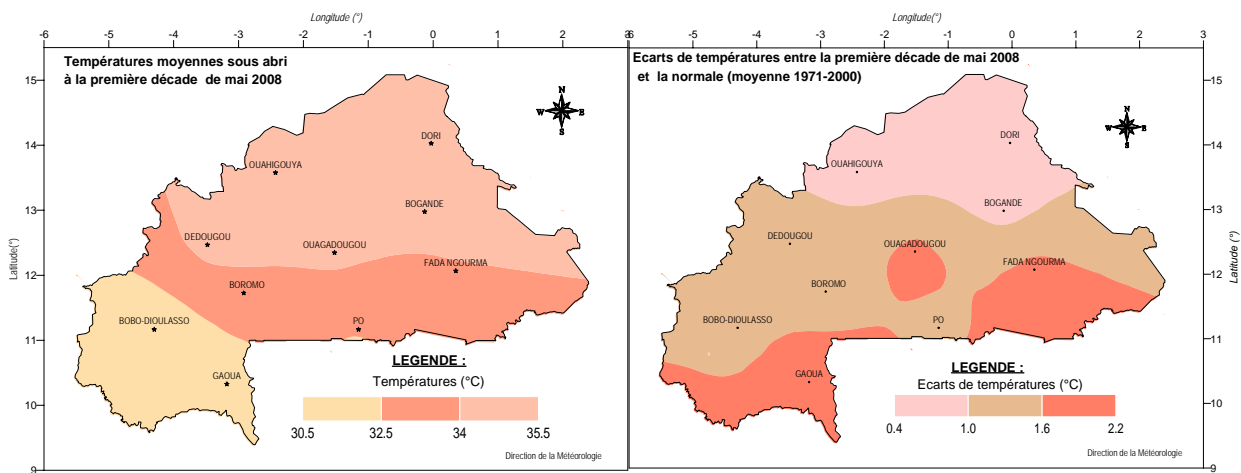 Longitude (°)
-6 -5 -4 -3 -2 -1 0 1 2
Températures moyennes sous abri
à la première décade de mai 2008
N
W E
S
15
14
13
12
11
10
9
Latitude(°)
DORI
OUAHIGOUYA
BOGANDE
DEDOUGOU
OUAGADOUGOU
FADA NGOURMA
BOROMO
BOBO-DIOULASSO
PO
GAOUA
LEGENDE :
Températures (°C)
30.5 32.5 34 35.5
Direction de la Météorologie
Longitude(°)
-6 -5 -4 -3 -2 -1 0 1 2 3
Ecarts de températures entre la première décade de mai 2008
et la normale (moyenne 1971-2000)
N
W E
S
15
14
13
12
11
10
9
Latitude (°)
DORI
OUAHIGOUYA
BOGANDE
DEDOUGOU
OUAGADOUGOU
FADA NGOURMA
BOROMO
BOBO-DIOULASSO
PO
GAOUA
LEGENDE :
Ecarts de températures (°C)
0.4 1.0 1.6 2.2
Direction de la Météorologie